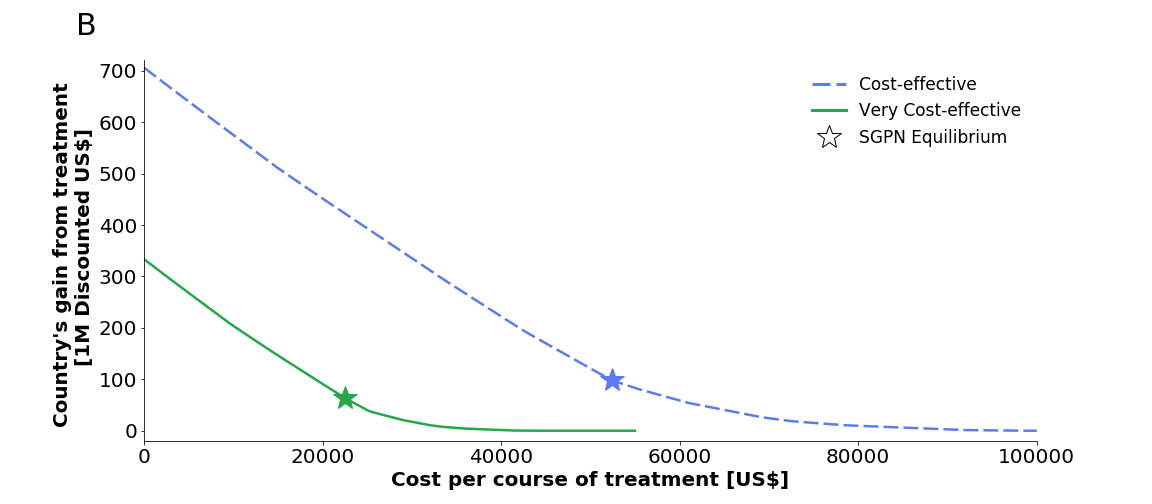 B
Country's gain from treatment
[1M Discounted US$]
700
600
500
400
300
200
100
0
Cost-effective
Very Cost-effective
SGPN Equilibrium
0 20000 40000 60000 80000 100000
Cost per course of treatment [US$]